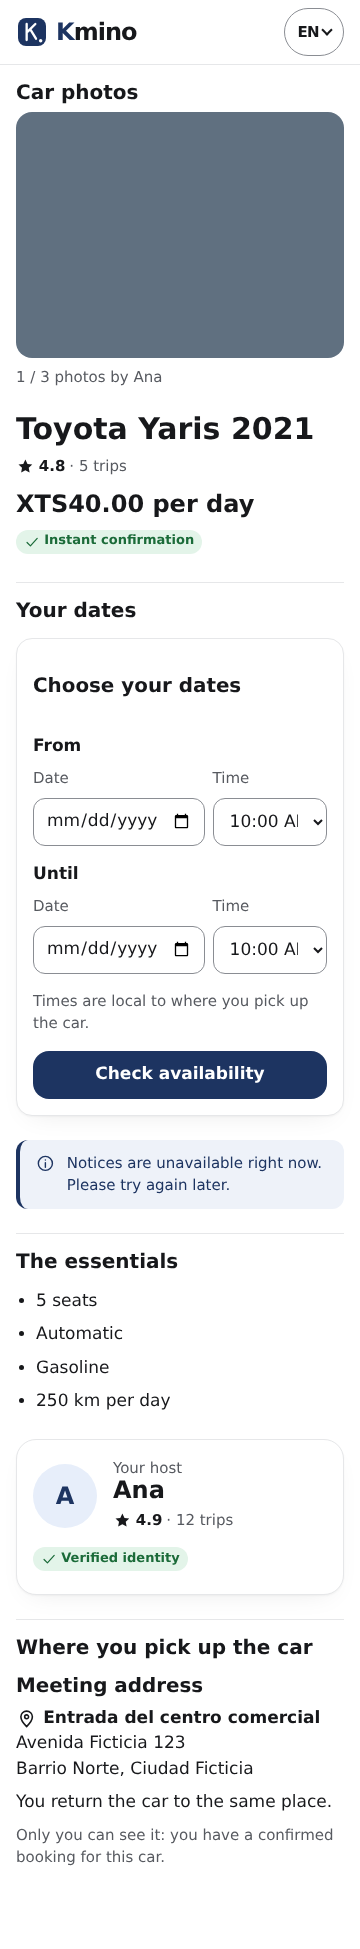 K. Kmino
EN
Car photos
1 / 3 photos by Ana
Toyota Yaris 2021
★ 4.8 · 5 trips
XTS40.00 per day
Instant confirmation
Your dates
Choose your dates
From
Date Time
mm/dd/yyyy 10:00 A
Until
Date Time
mm/dd/yyyy 10:00 A
Times are local to where you pick up
the car.
Check availability
Notices are unavailable right now.
Please try again later.
The essentials
• 5 seats
• Automatic
• Gasoline
• 250 km per day
A
Your host
Ana
★ 4.9 · 12 trips
Verified identity
Where you pick up the car
Meeting address
Entrada del centro comercial
Avenida Ficticia 123
Barrio Norte, Ciudad Ficticia
You return the car to the same place.
Only you can see it: you have a confirmed
booking for this car.